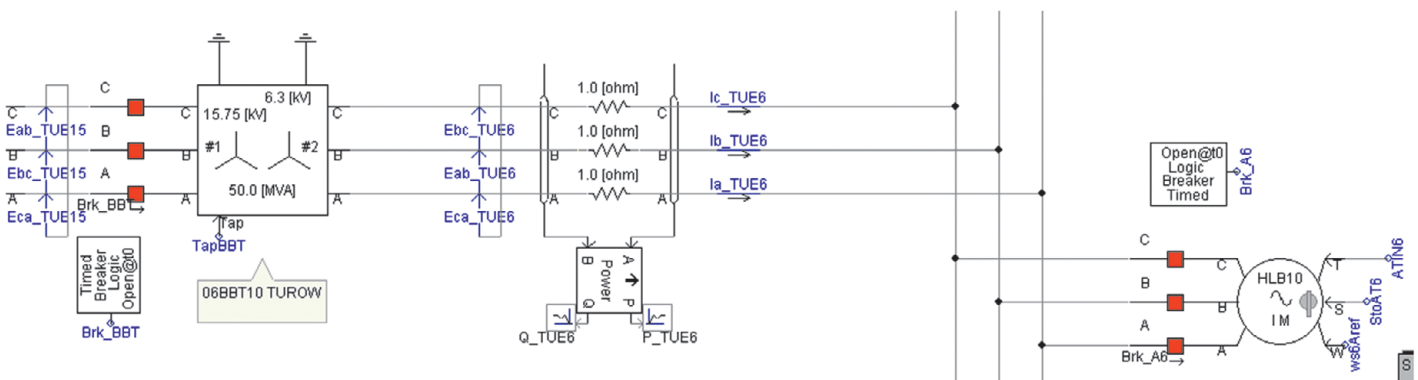 C
C
Eab_TUE15
B
B
Ebc_TUE15
A
A
Brk_BBT
Eca_TUE15
Timed
Breaker
Logic
Open@t0
Brk_BBT
6.3 [kV]
15.75 [kV]
C
C
#1
#2
B
B
50.0 [MVA]
A
A
Tap
TapBBT
06BBT10 TUROW
Ebc_TUE6
Eab_TUE6
Eca_TUE6
1.0 [ohm]
C
C
1.0 [ohm]
B
B
1.0 [ohm]
A
A
Ic_TUE6
Ib_TUE6
Ia_TUE6
B
A
Power
Q
P
Q_TUE6
P_TUE6
Open@t0
Logic
Breaker
Timed
Brk_A6
C
C
B
B
A
A
Brk_A6
HLB10
I M
T
S
W
ATIN6
StoAT6
ws6Aref
S